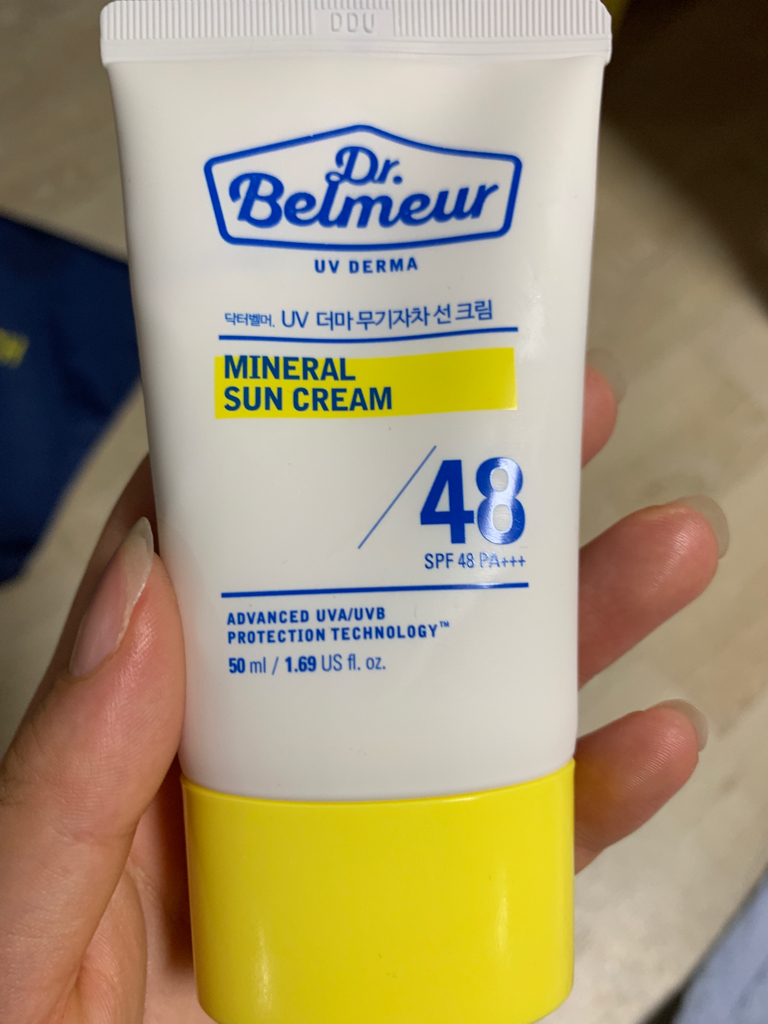 DDU
Dr.
Belmeur
UV DERMA
닥터벨머. UV 더마 무기자차 선 크림
MINERAL
SUN CREAM
48
SPF 48 PA+++
ADVANCED UVA/UVB
PROTECTION TECHNOLOGY™
50 ml / 1.69 US fl. oz.